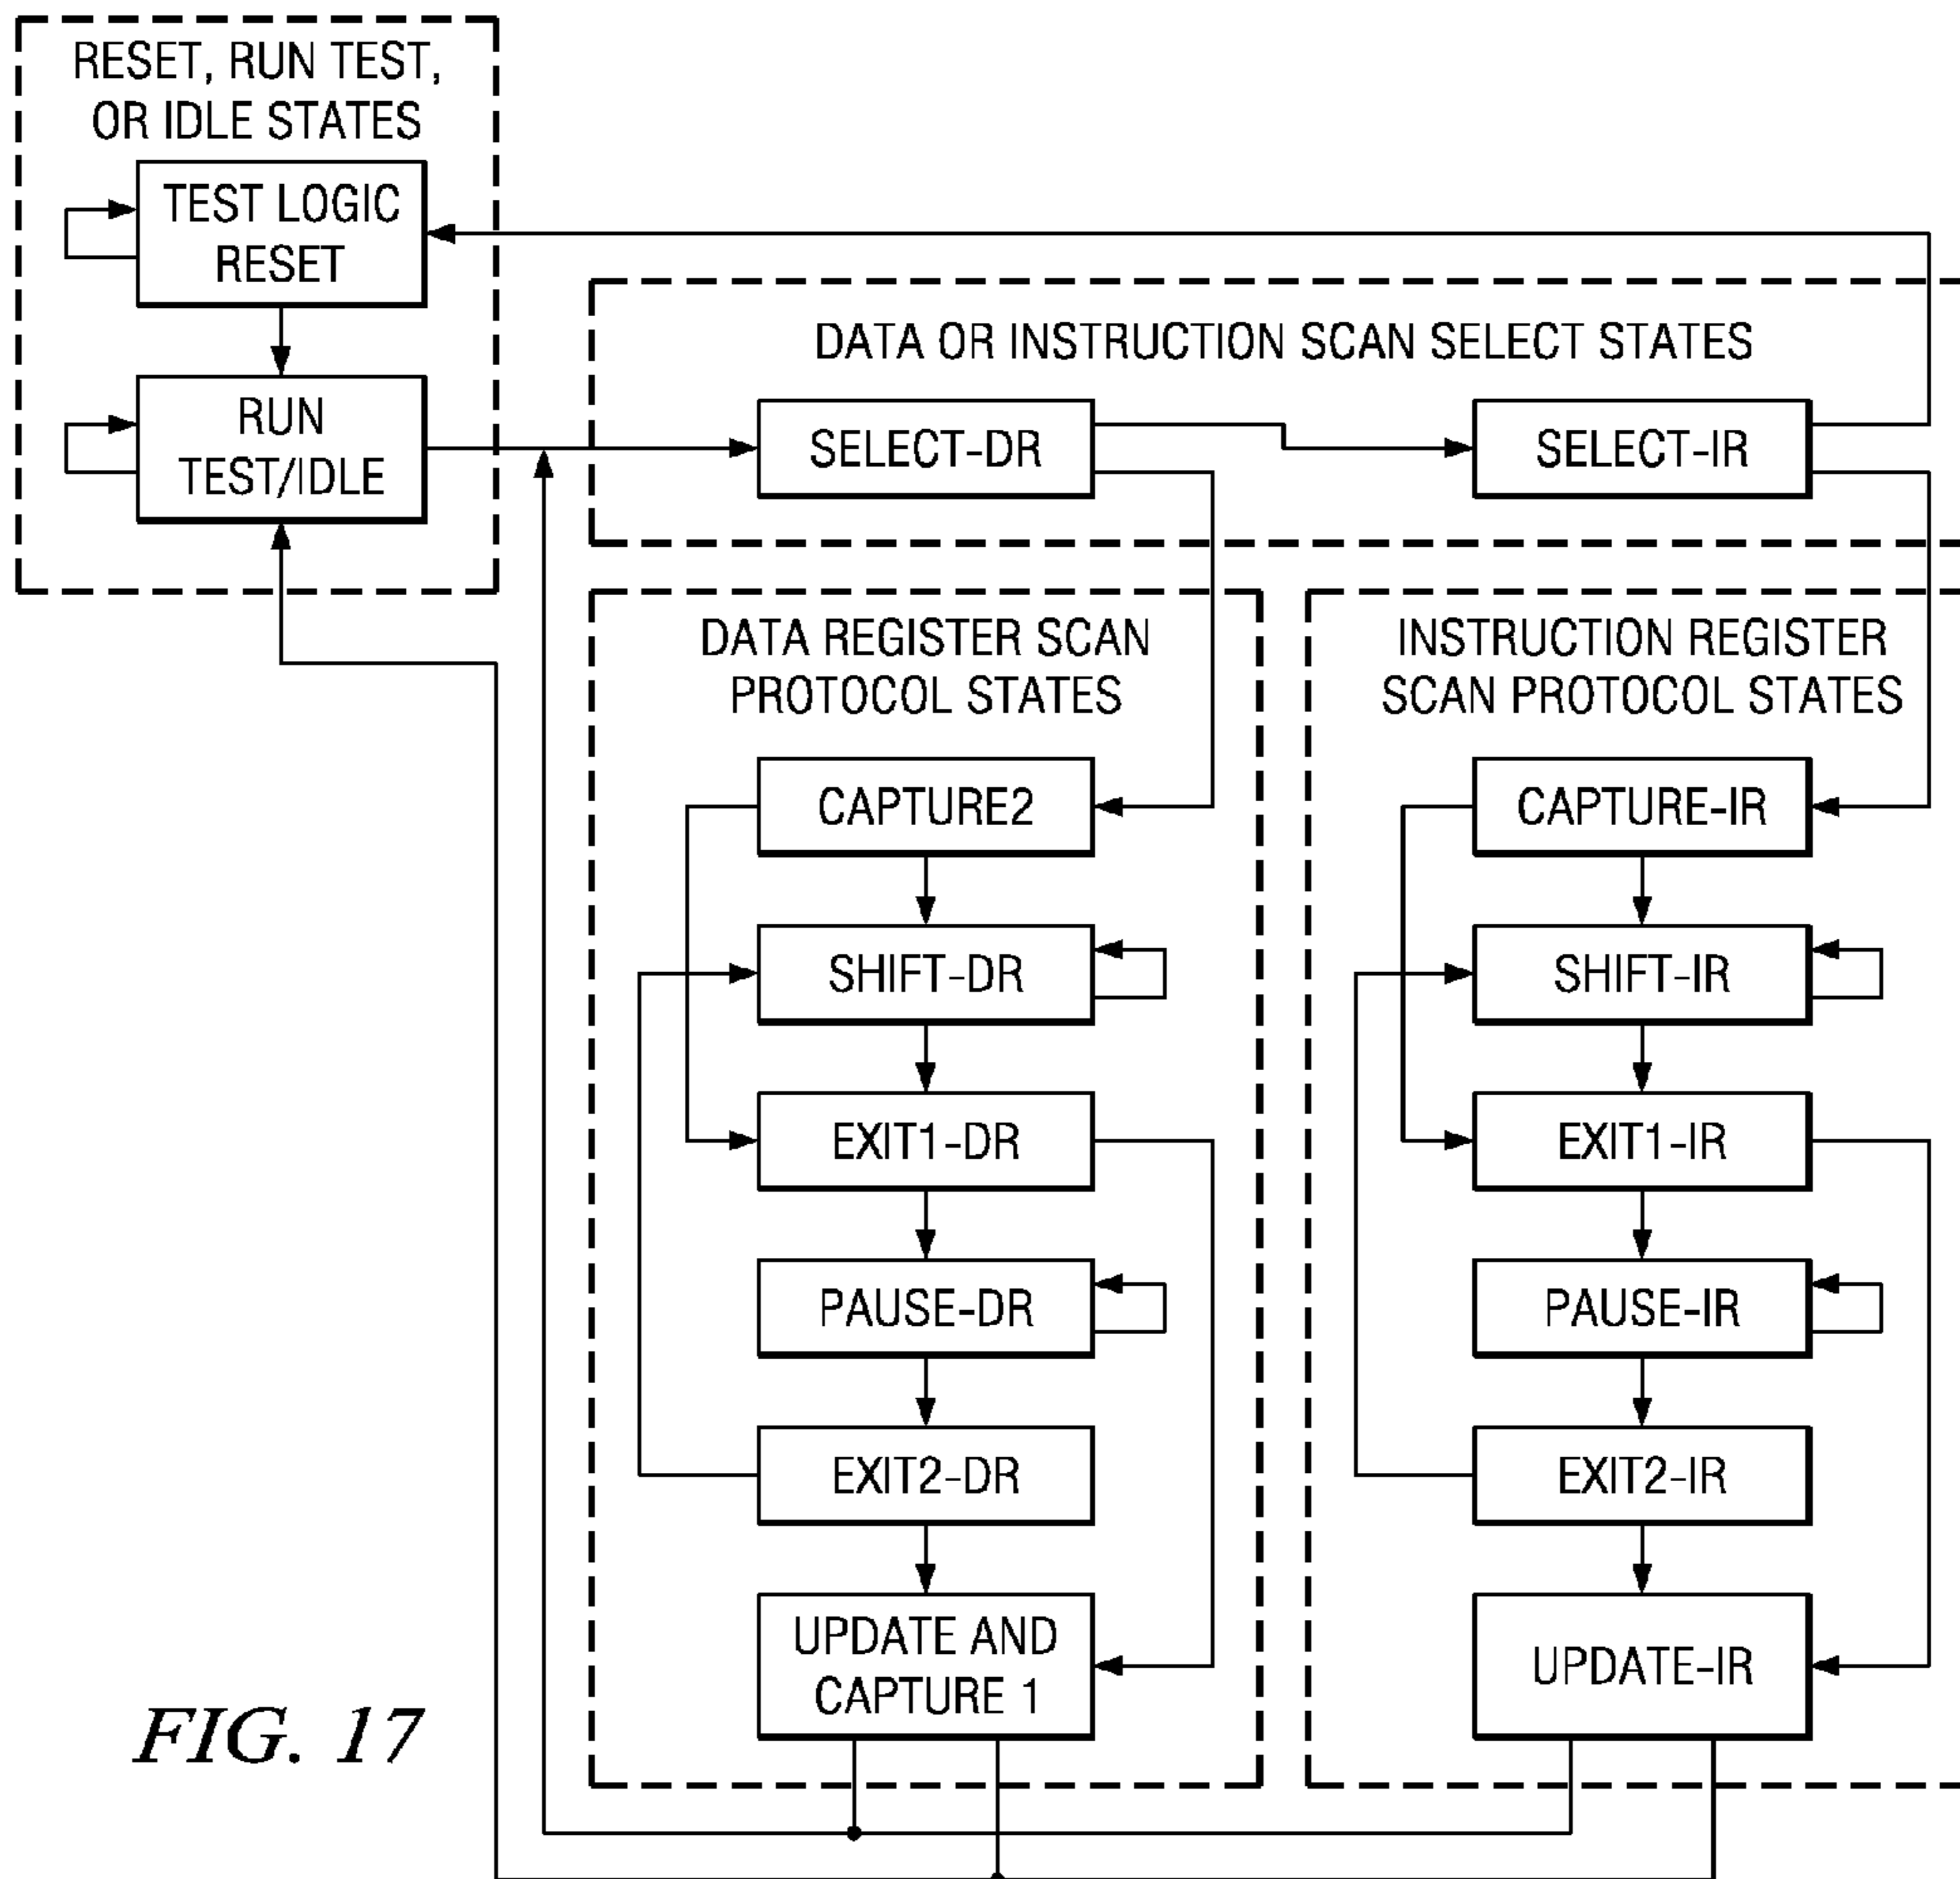 RESET, RUN TEST,
OR IDLE STATES
TEST LOGIC
RESET
RUN
TEST/IDLE
DATA OR INSTRUCTION SCAN SELECT STATES
SELECT-DR
SELECT-IR
DATA REGISTER SCAN
PROTOCOL STATES
CAPTURE2
SHIFT-DR
EXIT1-DR
PAUSE-DR
EXIT2-DR
UPDATE AND
CAPTURE 1
INSTRUCTION REGISTER
SCAN PROTOCOL STATES
CAPTURE-IR
SHIFT-IR
EXIT1-IR
PAUSE-IR
EXIT2-IR
UPDATE-IR
FIG. 17